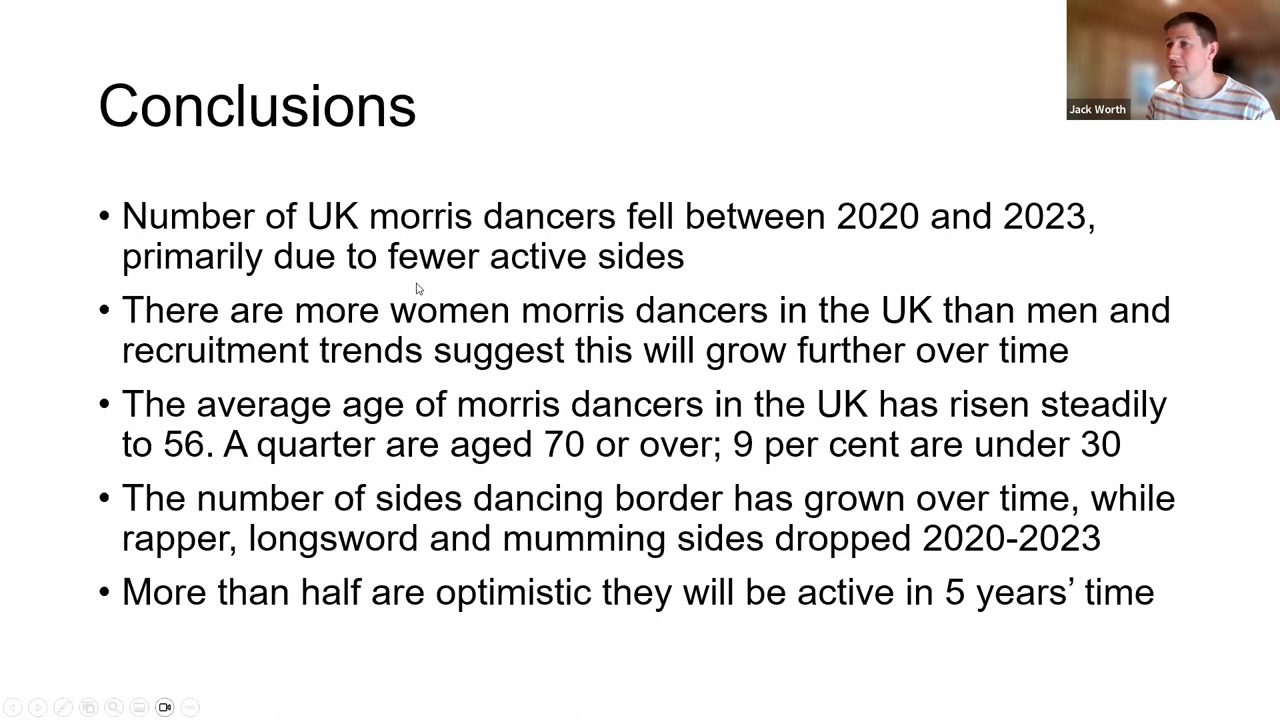 Conclusions
Jack Worth
• Number of UK morris dancers fell between 2020 and 2023,
primarily due to fewer active sides
• There are more women morris dancers in the UK than men and
recruitment trends suggest this will grow further over time
• The average age of morris dancers in the UK has risen steadily
to 56. A quarter are aged 70 or over; 9 per cent are under 30
• The number of sides dancing border has grown over time, while
rapper, longsword and mumming sides dropped 2020-2023
• More than half are optimistic they will be active in 5 years’ time